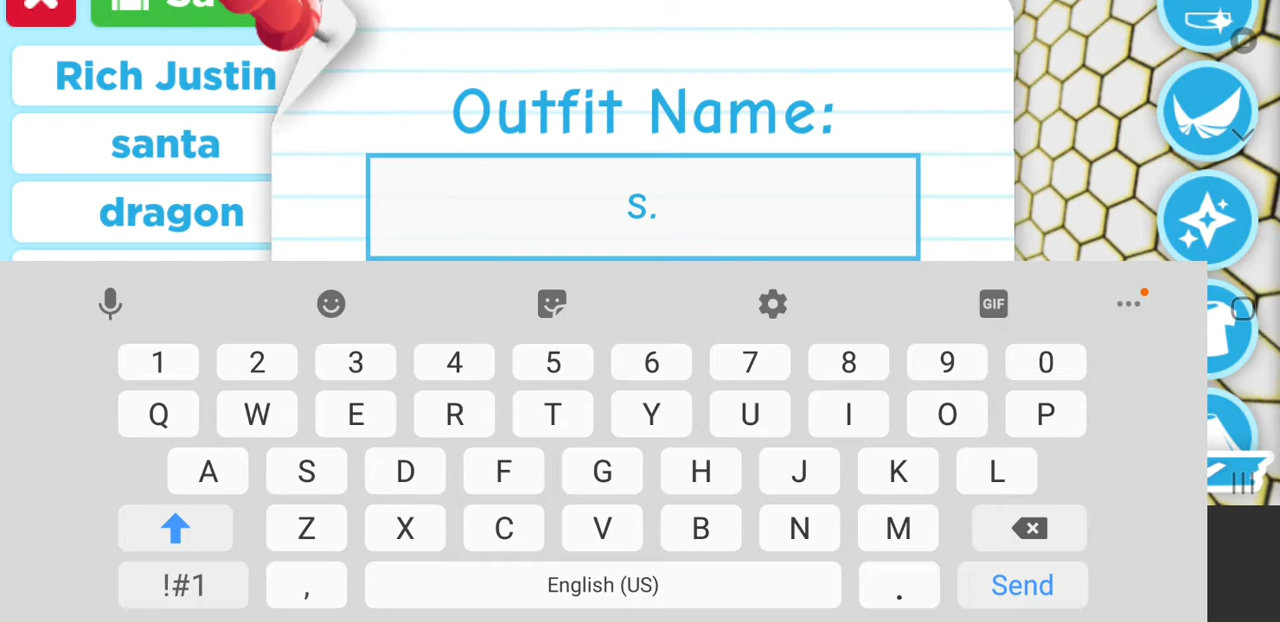 Sa
Rich Justin
santa
dragon
Outfit Name:
s.
GIF
1 2 3 4 5 6 7 8 9 0
Q W E R T Y U I O P
A S D F G H J K L
Z X C V B N M
!#1 , English (US) . Send